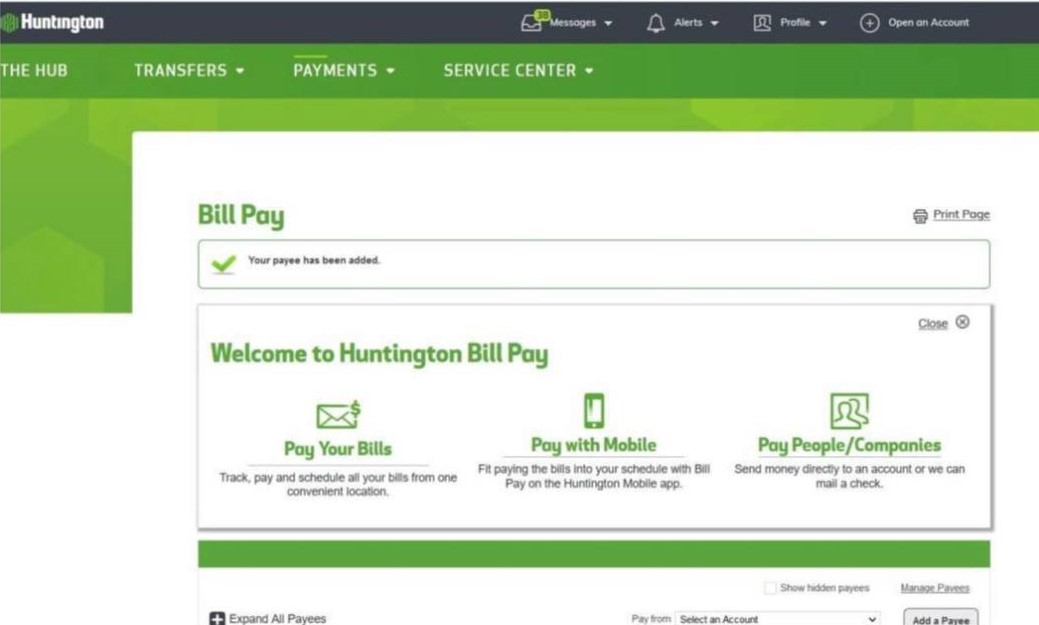 Huntington
38 Messages Alerts Profile Open an Account
THE HUB TRANSFERS PAYMENTS SERVICE CENTER
Bill Pay
Print Page
Your payee has been added.
Close
Welcome to Huntington Bill Pay
Pay Your Bills
Track, pay and schedule all your bills from one
convenient location.
Pay with Mobile
Fit paying the bills into your schedule with Bill
Pay on the Huntington Mobile app.
Pay People/Companies
Send money directly to an account or we can
mail a check.
Show hidden payees Manage Payees
Expand All Payees Pay from Select an Account Add a Payee